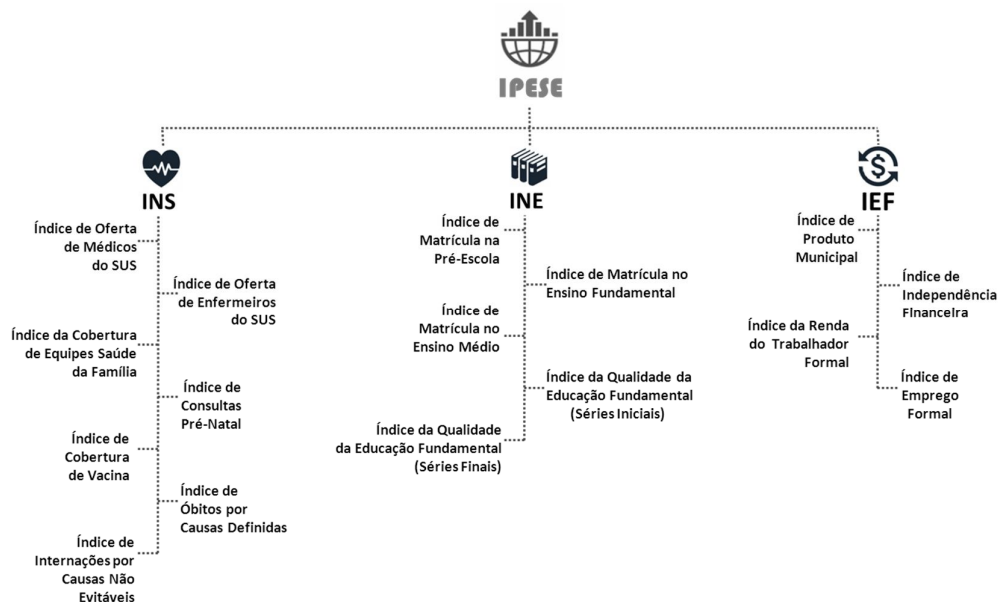 IPESE
INS
Índice de Oferta
de Médicos
do SUS
Índice de Oferta
de Enfermeiros
do SUS
Índice da Cobertura
de Equipes Saúde
da Família
Índice de
Consultas
Pré-Natal
Índice de
Cobertura
de Vacina
Índice de
Óbitos por
Causas Definidas
Índice de
Internações por
Causas Não
Evitáveis
INE
Índice de
Matrícula na
Pré-Escola
Índice de Matrícula no
Ensino Fundamental
Índice de
Matrícula no
Ensino Médio
Índice da Qualidade da
Educação Fundamental
(Séries Iniciais)
Índice da Qualidade
da Educação Fundamental
(Séries Finais)
IEF
Índice de
Produto
Municipal
Índice de
Independência
FInanceira
Índice da Renda
do Trabalhador
Formal
Índice de
Emprego
Formal